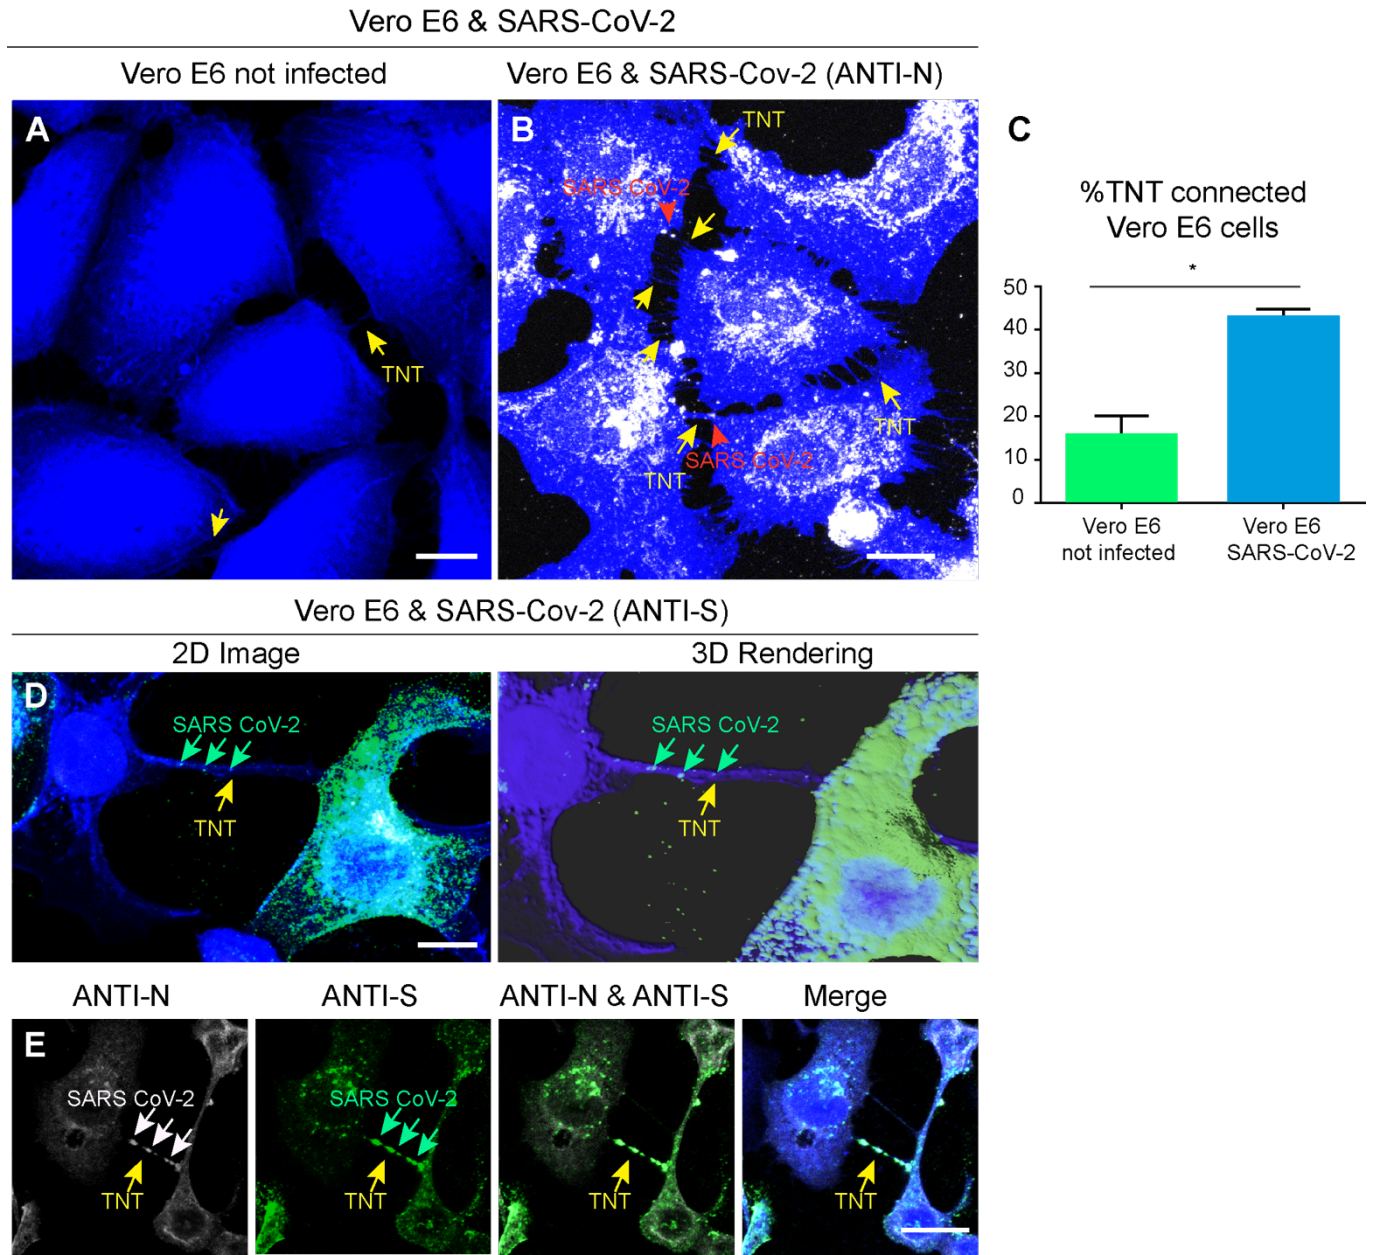 Vero E6 & SARS-CoV-2
Vero E6 not infected
Vero E6 & SARS-Cov-2 (ANTI-N)
A
TNT
B
TNT
SARS CoV-2
TNT
SARS CoV-2
TNT
C
%TNT connected
Vero E6 cells
*
50
40
30
20
10
0
Vero E6
not infected
Vero E6
SARS-CoV-2
Vero E6 & SARS-Cov-2 (ANTI-S)
2D Image
3D Rendering
D
SARS CoV-2
TNT
SARS CoV-2
TNT
ANTI-N
ANTI-S
ANTI-N & ANTI-S
Merge
E
SARS CoV-2
TNT
SARS CoV-2
TNT
TNT
TNT